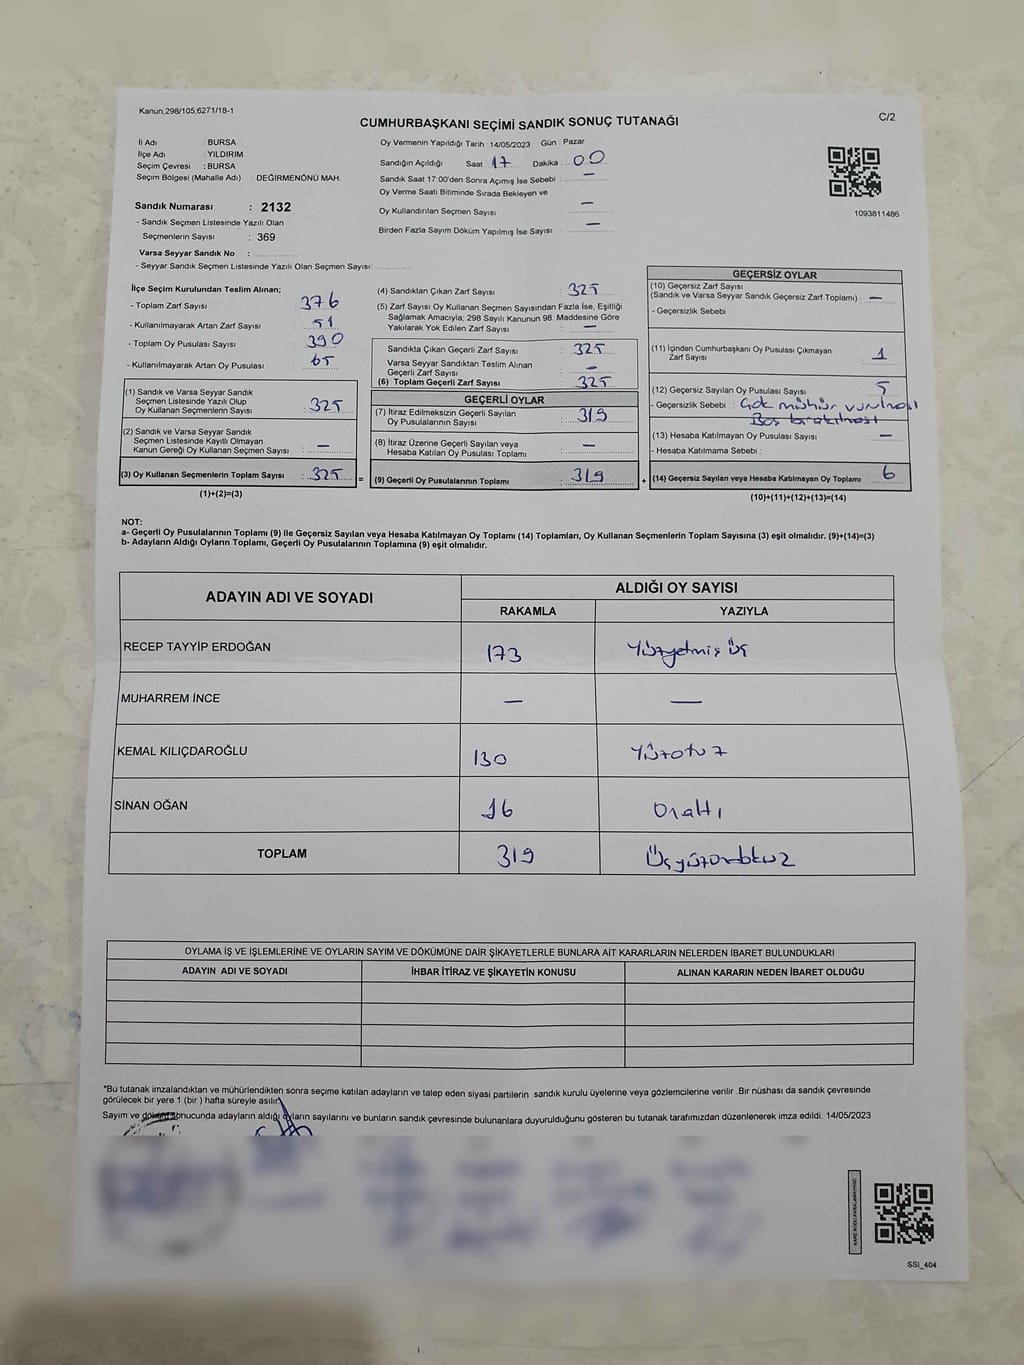 Kanun;298/105,6271/18-1
C/2
CUMHURBAŞKANI SEÇİMİ SANDIK SONUÇ TUTANAĞI
İl Adı : BURSA
İlçe Adı : YILDIRIM
Seçim Çevresi : BURSA
Seçim Bölgesi (Mahalle Adı) : DEĞİRMENÖNÜ MAH.
Sandık Numarası : 2132
- Sandık Seçmen Listesinde Yazılı Olan
Seçmenlerin Sayısı : 369
Varsa Seyyar Sandık No :
- Seyyar Sandık Seçmen Listesinde Yazılı Olan Seçmen Sayısı:
Oy Vermenin Yapıldığı Tarih :14/05/2023 Gün : Pazar
Sandığın Açıldığı Saat 17 Dakika : 00
Sandık Saat 17:00'den Sonra Açımış İse Sebebi : —
Oy Verme Saati Bitiminde Sırada Bekleyen ve
Oy Kullandırılan Seçmen Sayısı : —
Birden Fazla Sayım Döküm Yapılmış İse Sayısı : —
1093811486
İlçe Seçim Kurulundan Teslim Alınan;
- Toplam Zarf Sayısı : 376
- Kullanılmayarak Artan Zarf Sayısı : 51
- Toplam Oy Pusulası Sayısı : 390
- Kullanılmayarak Artan Oy Pusulası : 65
(1) Sandık ve Varsa Seyyar Sandık
Seçmen Listesinde Yazılı Olup
Oy Kullanan Seçmenlerin Sayısı : 325
(2) Sandık ve Varsa Seyyar Sandık
Seçmen Listesinde Kayıtlı Olmayan
Kanun Gereği Oy Kullanan Seçmen Sayısı : —
(3) Oy Kullanan Seçmenlerin Toplam Sayısı : 325 =
(1)+(2)=(3)
(4) Sandıktan Çıkan Zarf Sayısı : 325
(5) Zarf Sayısı Oy Kullanan Seçmen Sayısından Fazla İse, Eşitliği
Sağlamak Amacıyla; 298 Sayılı Kanunun 98. Maddesine Göre
Yakılarak Yok Edilen Zarf Sayısı : —
Sandıkta Çıkan Geçerli Zarf Sayısı : 325
Varsa Seyyar Sandıktan Teslim Alınan
Geçerli Zarf Sayısı : —
(6) Toplam Geçerli Zarf Sayısı : 325
GEÇERLİ OYLAR
(7) İtiraz Edilmeksizin Geçerli Sayılan
Oy Pusulalarının Sayısı : 319
(8) İtiraz Üzerine Geçerli Sayılan veya
Hesaba Katılan Oy Pusulası Toplamı : —
(9) Geçerli Oy Pusulalarının Toplamı : 319 +
GEÇERSİZ OYLAR
(10) Geçersiz Zarf Sayısı
(Sandık ve Varsa Seyyar Sandık Geçersiz Zarf Toplamı) : —
- Geçersizlik Sebebi :
(11) İçinden Cumhurbaşkanı Oy Pusulası Çıkmayan
Zarf Sayısı : 1
(12) Geçersiz Sayılan Oy Pusulası Sayısı : 5
- Geçersizlik Sebebi : Çok mühür vurulması
Boş bırakılması
(13) Hesaba Katılmayan Oy Pusulası Sayısı : —
- Hesaba Katılmama Sebebi :
(14) Geçersiz Sayılan veya Hesaba Katılmayan Oy Toplamı : 6
(10)+(11)+(12)+(13)=(14)
NOT:
a- Geçerli Oy Pusulalarının Toplamı (9) ile Geçersiz Sayılan veya Hesaba Katılmayan Oy Toplamı (14) Toplamları, Oy Kullanan Seçmenlerin Toplam Sayısına (3) eşit olmalıdır. (9)+(14)=(3)
b- Adayların Aldığı Oyların Toplamı, Geçerli Oy Pusulalarının Toplamına (9) eşit olmalıdır.
ADAYIN ADI VE SOYADI
ALDIĞI OY SAYISI
RAKAMLA YAZIYLA
RECEP TAYYİP ERDOĞAN 173 Yüzyetmiş üç
MUHARREM İNCE — —
KEMAL KILIÇDAROĞLU 130 Yüzotuz
SİNAN OĞAN 16 Onaltı
TOPLAM 319 Üçyüzondokuz
OYLAMA İŞ VE İŞLEMLERİNE VE OYLARIN SAYIM VE DÖKÜMÜNE DAİR ŞİKAYETLERLE BUNLARA AİT KARARLARIN NELERDEN İBARET BULUNDUKLARI
ADAYIN ADI VE SOYADI İHBAR İTİRAZ VE ŞİKAYETİN KONUSU ALINAN KARARIN NEDEN İBARET OLDUĞU
*Bu tutanak imzalandıktan ve mühürlendikten sonra seçime katılan adayların ve talep eden siyasi partilerin sandık kurulu üyelerine veya gözlemcilerine verilir. Bir nüshası da sandık çevresinde
görülecek bir yere 1 (bir ) hafta süreyle asılır.
Sayım ve döküm sonucunda adayların aldığı oyların sayılarını ve bunların sandık çevresinde bulunanlara duyurulduğunu gösteren bu tutanak tarafımızdan düzenlenerek imza edildi. 14/05/2023
SSİ_404